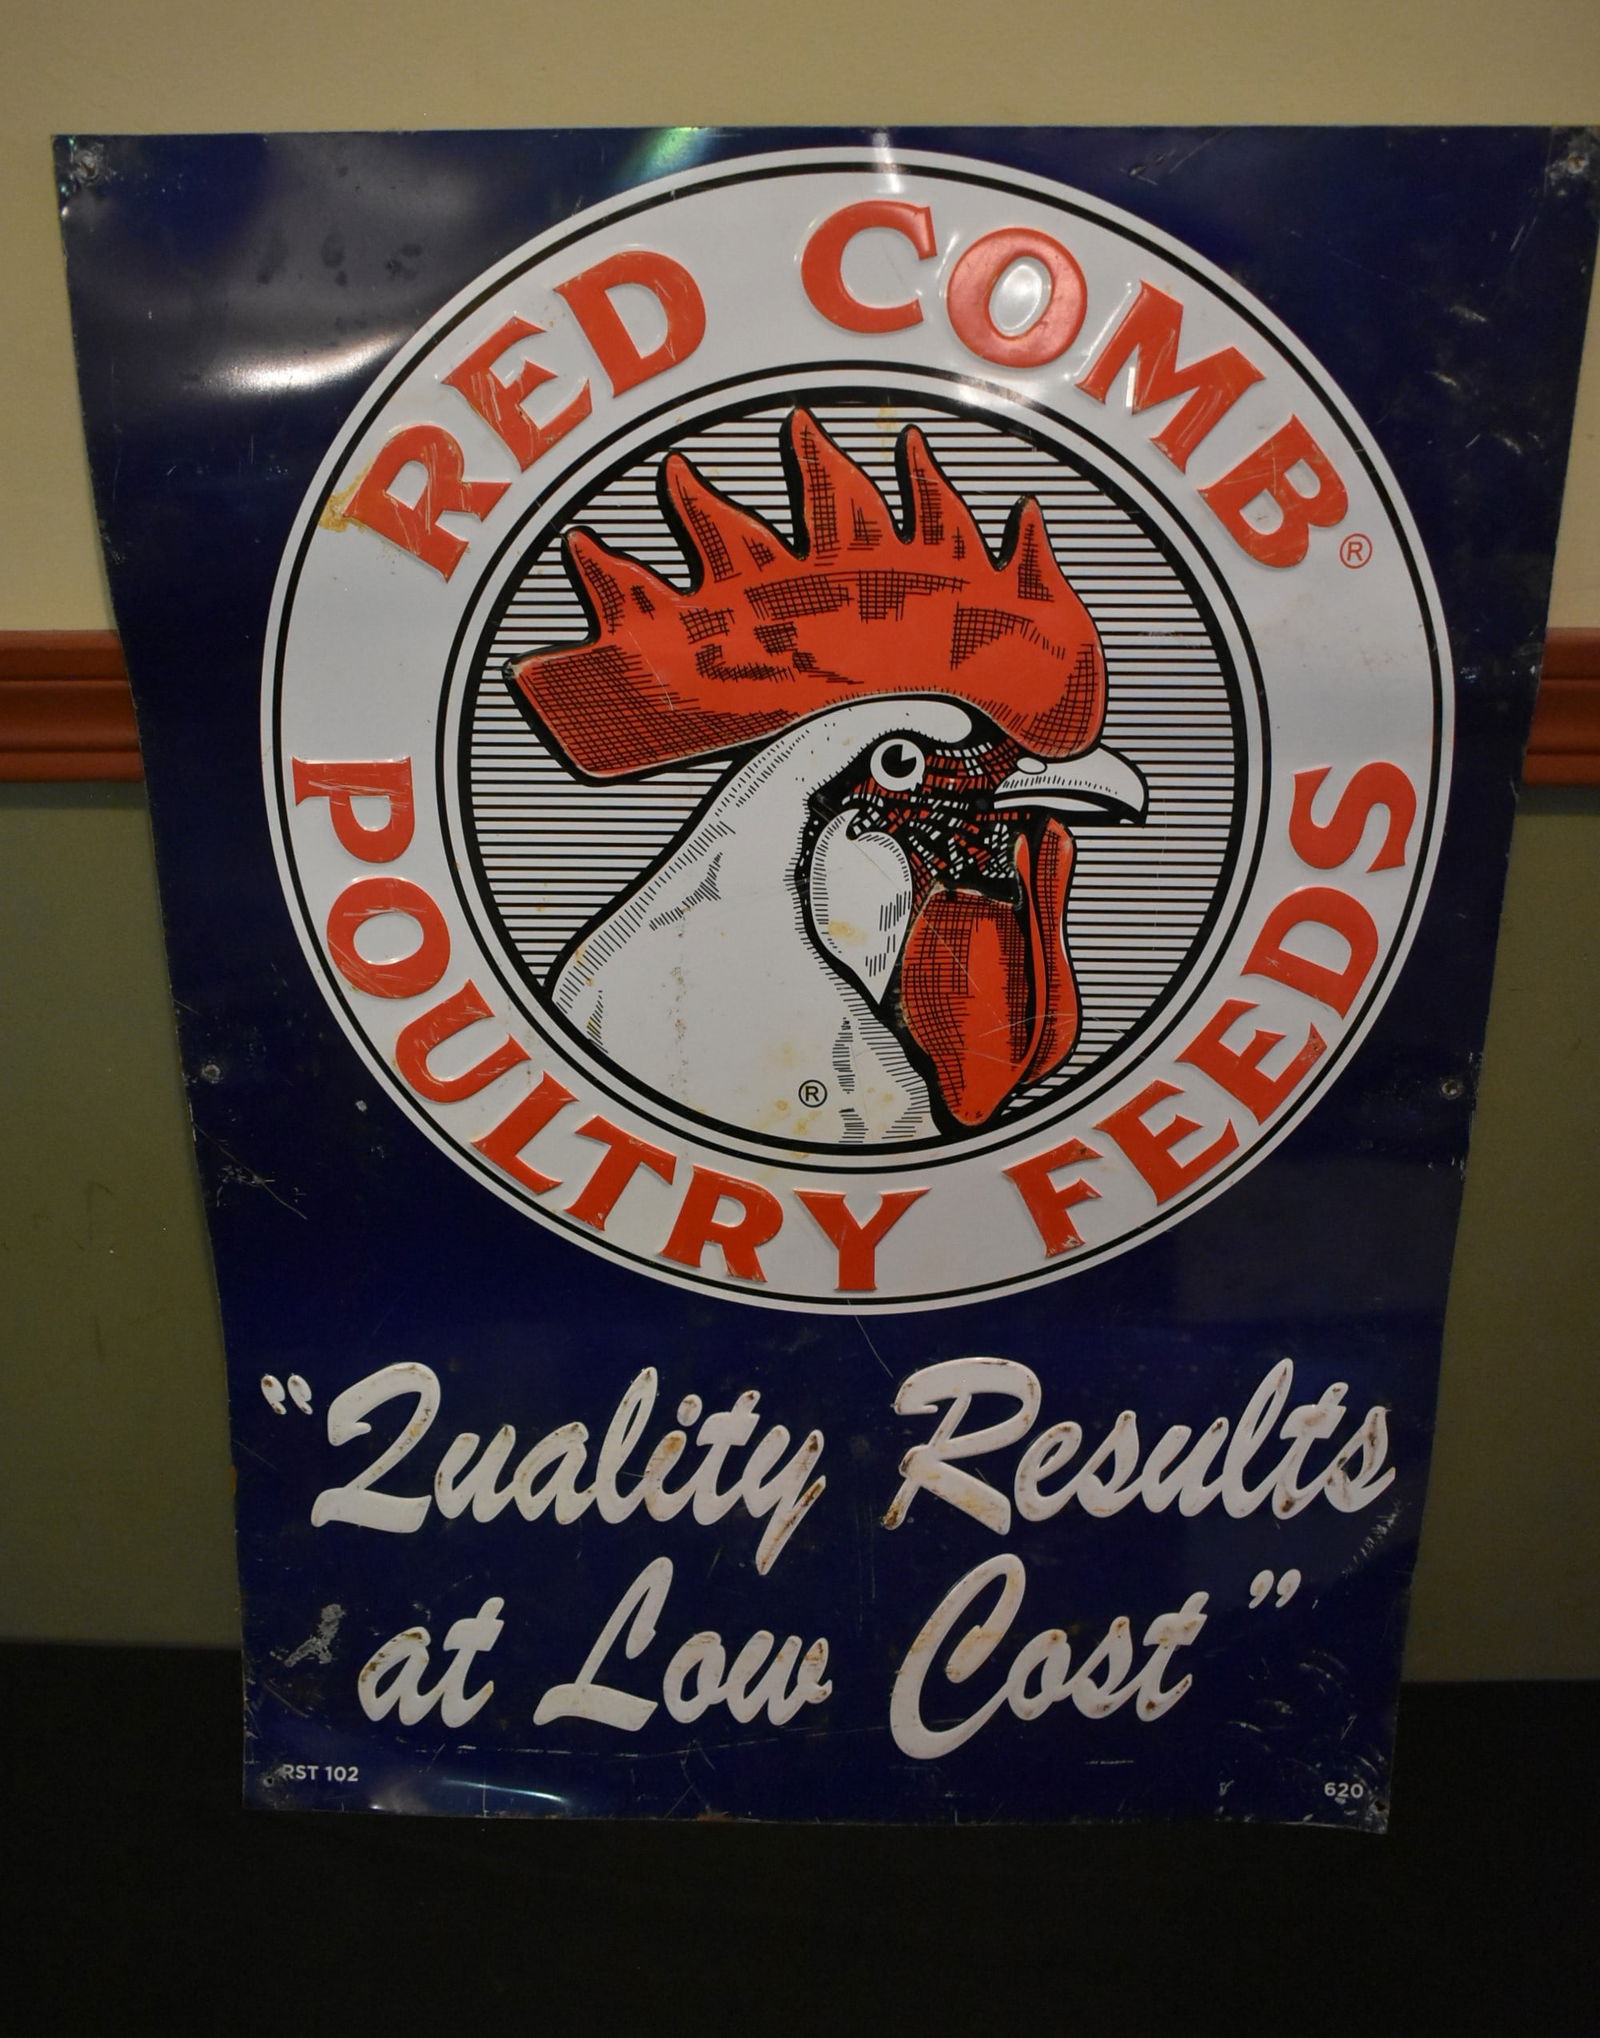 RED COMB®
POULTRY FEEDS
®
"Quality Results
at Low Cost"
RST 102
620